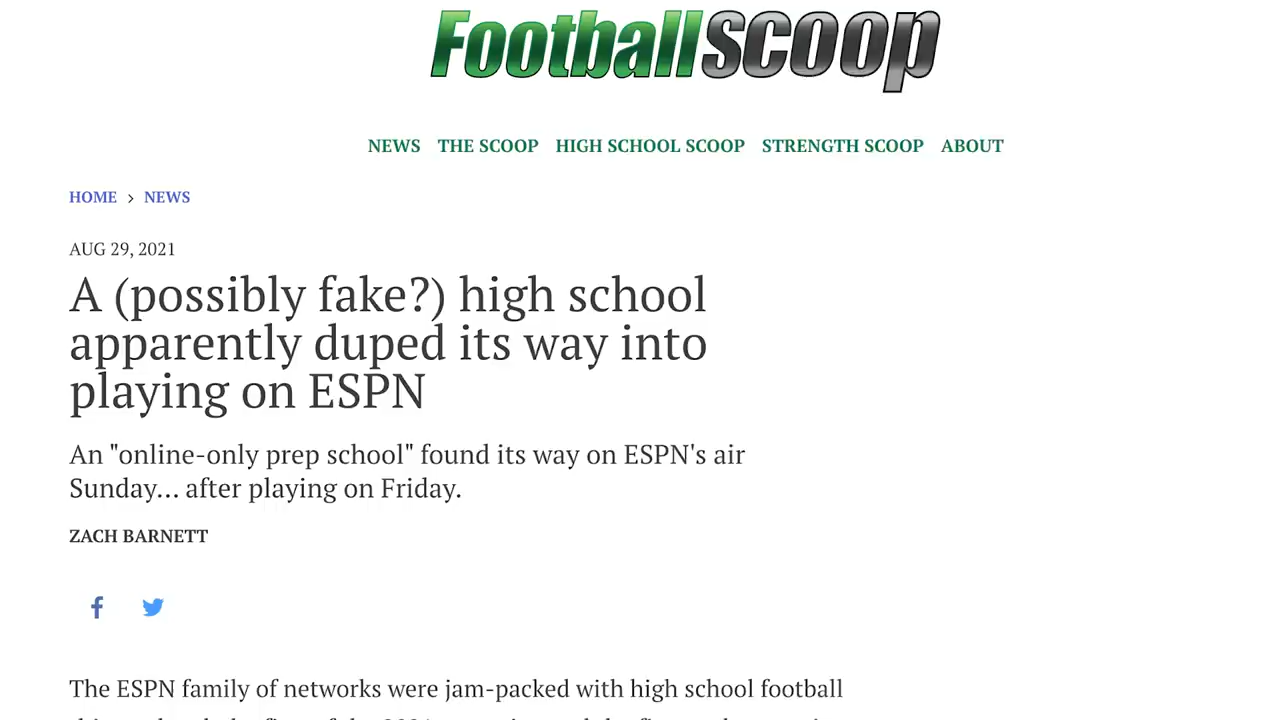 Footballscoop
NEWS THE SCOOP HIGH SCHOOL SCOOP STRENGTH SCOOP ABOUT
HOME > NEWS
AUG 29, 2021
A (possibly fake?) high school
apparently duped its way into
playing on ESPN
An "online-only prep school" found its way on ESPN's air
Sunday... after playing on Friday.
ZACH BARNETT
The ESPN family of networks were jam-packed with high school football